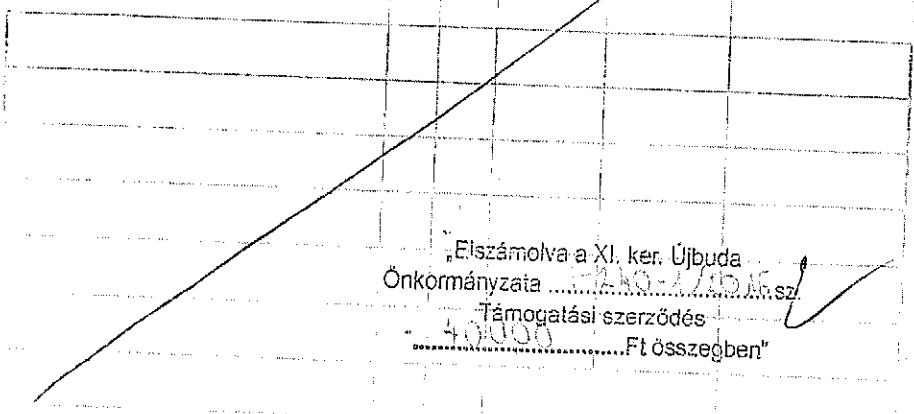 „Elszámolva a XI. ker. Újbuda
Önkormányzata ........................ sz.
Támogatási szerződés
........................Ft összegben"